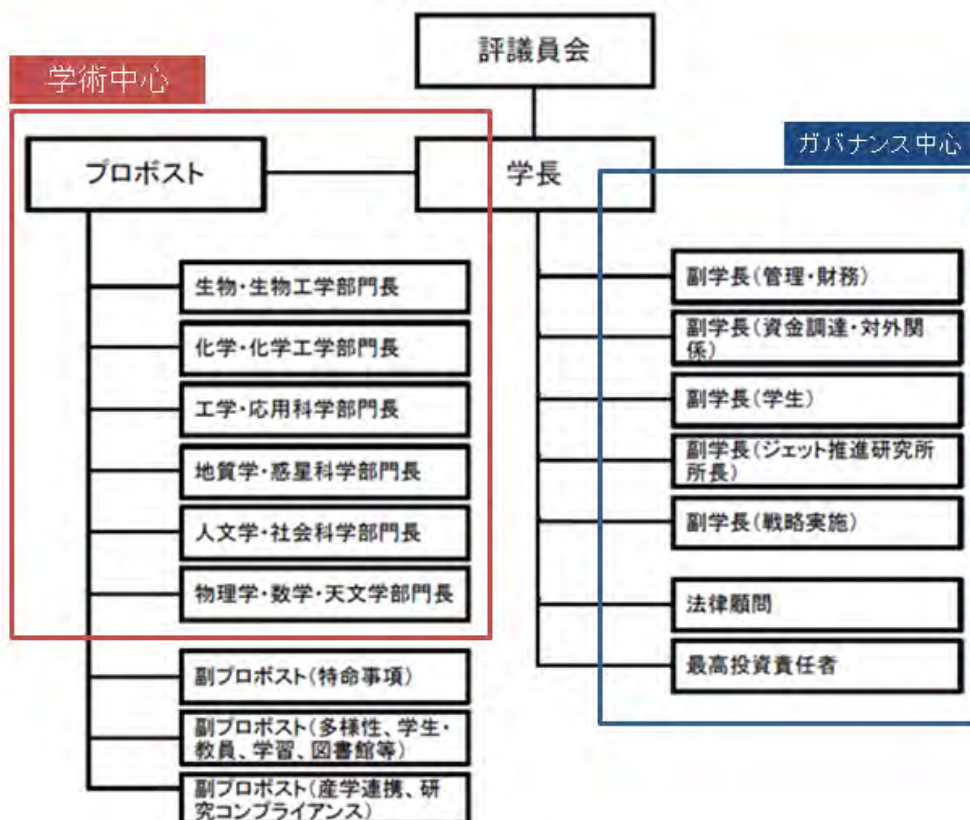 評議員会
学術中心
ガバナンス中心
プロボスト
学長
生物・生物工学部門長
化学・化学工学部門長
工学・応用科学部門長
地質学・惑星科学部門長
人文学・社会科学部門長
物理学・数学・天文学部門長
副プロボスト(特命事項)
副プロボスト(多様性、学生・
教員、学習、図書館等)
副プロボスト(産学連携、研
究コンプライアンス)
副学長(管理・財務)
副学長(資金調達・対外関
係)
副学長(学生)
副学長(ジェット推進研究所
所長)
副学長(戦略実施)
法律顧問
最高投資責任者